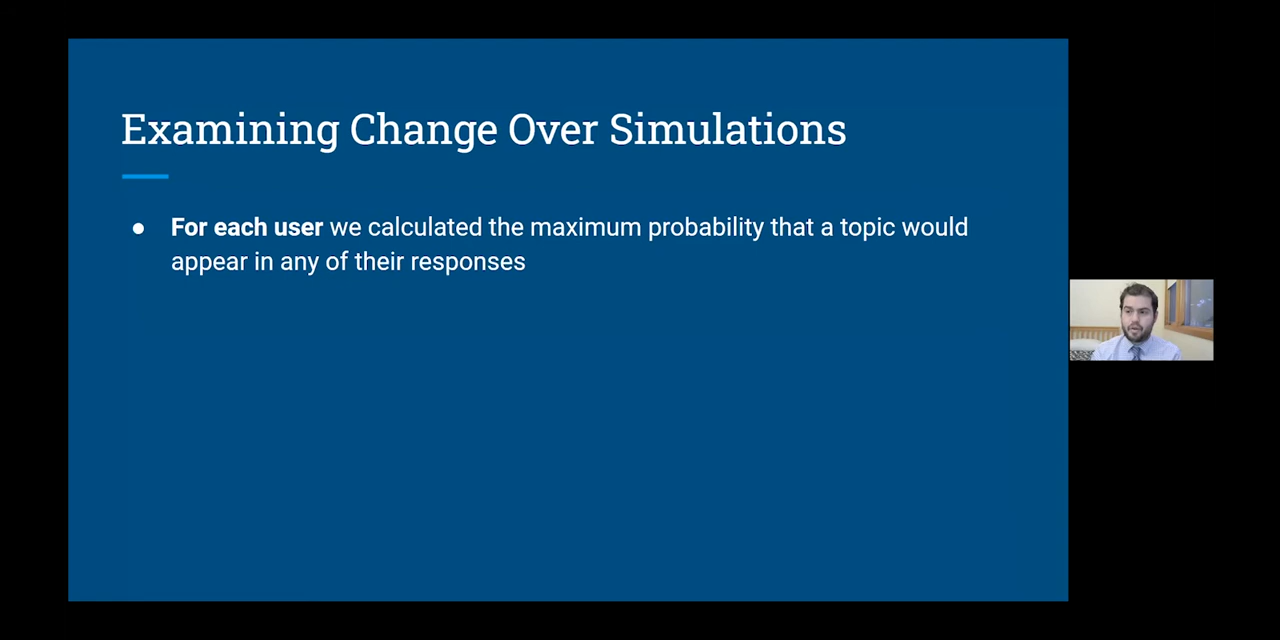 Examining Change Over Simulations
● For each user we calculated the maximum probability that a topic would
appear in any of their responses